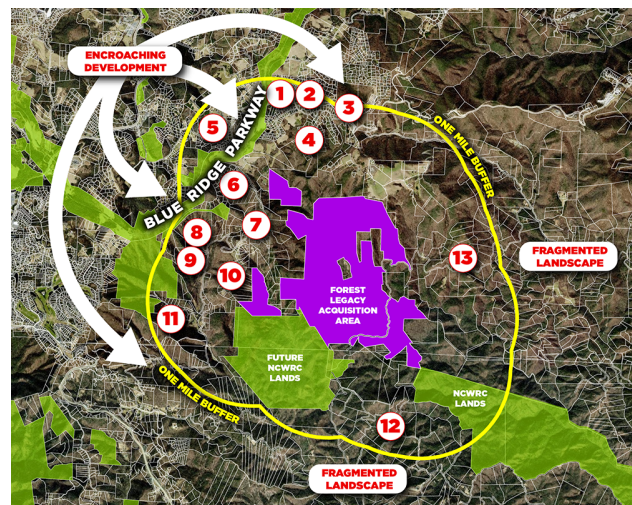 ENCROACHING
DEVELOPMENT
1
2
3
5
4
BLUE RIDGE PARKWAY
ONE MILE BUFFER
6
7
8
9
10
13
FRAGMENTED
LANDSCAPE
FOREST
LEGACY
ACQUISITION
AREA
11
FUTURE
NCWRC
LANDS
ONE MILE BUFFER
NCWRC
LANDS
12
FRAGMENTED
LANDSCAPE